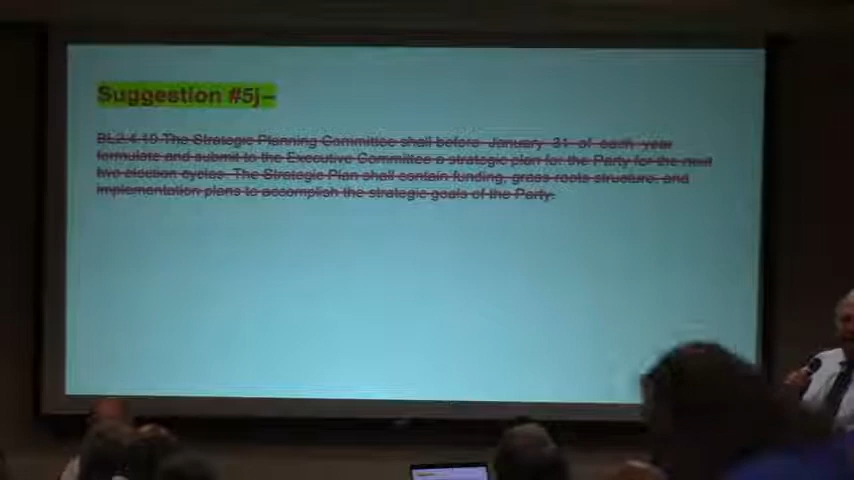 Suggestion #5j–
BL2.4.10 The Strategic Planning Committee shall before January 31 of each year
formulate and submit to the Executive Committee a strategic plan for the Party for the next
two election cycles. The Strategic Plan shall contain funding, grass roots structure, and
implementation plans to accomplish the strategic goals of the Party.